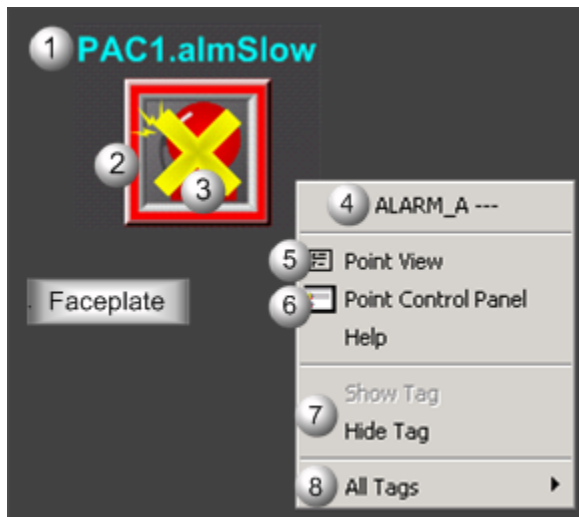 1 PAC1.almSlow
2
3
4 ALARM_A ---
5 Point View
Faceplate
6 Point Control Panel
Help
Show Tag
7
Hide Tag
8 All Tags